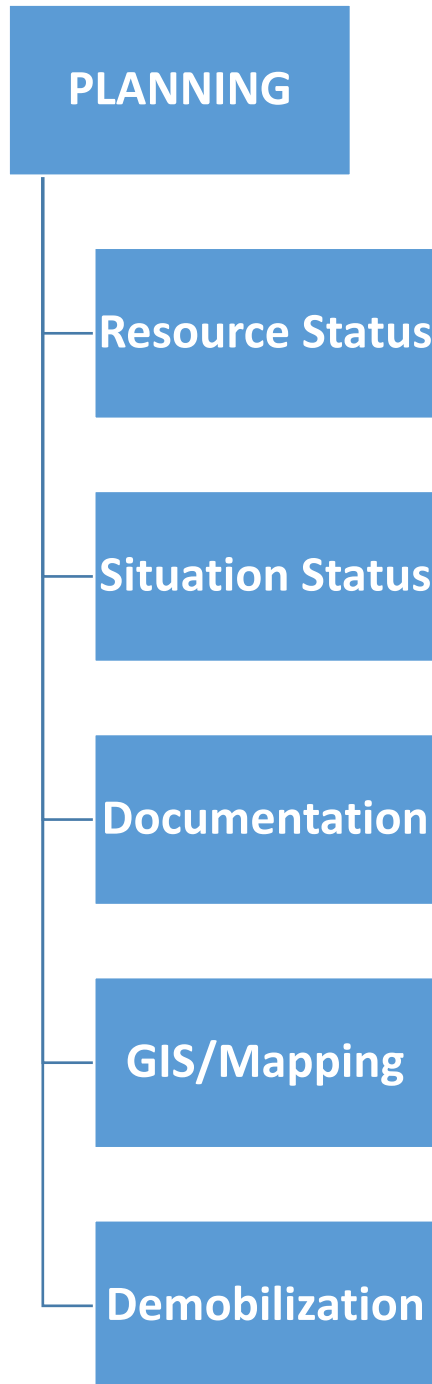 PLANNING
Resource Status
Situation Status
Documentation
GIS/Mapping
Demobilization